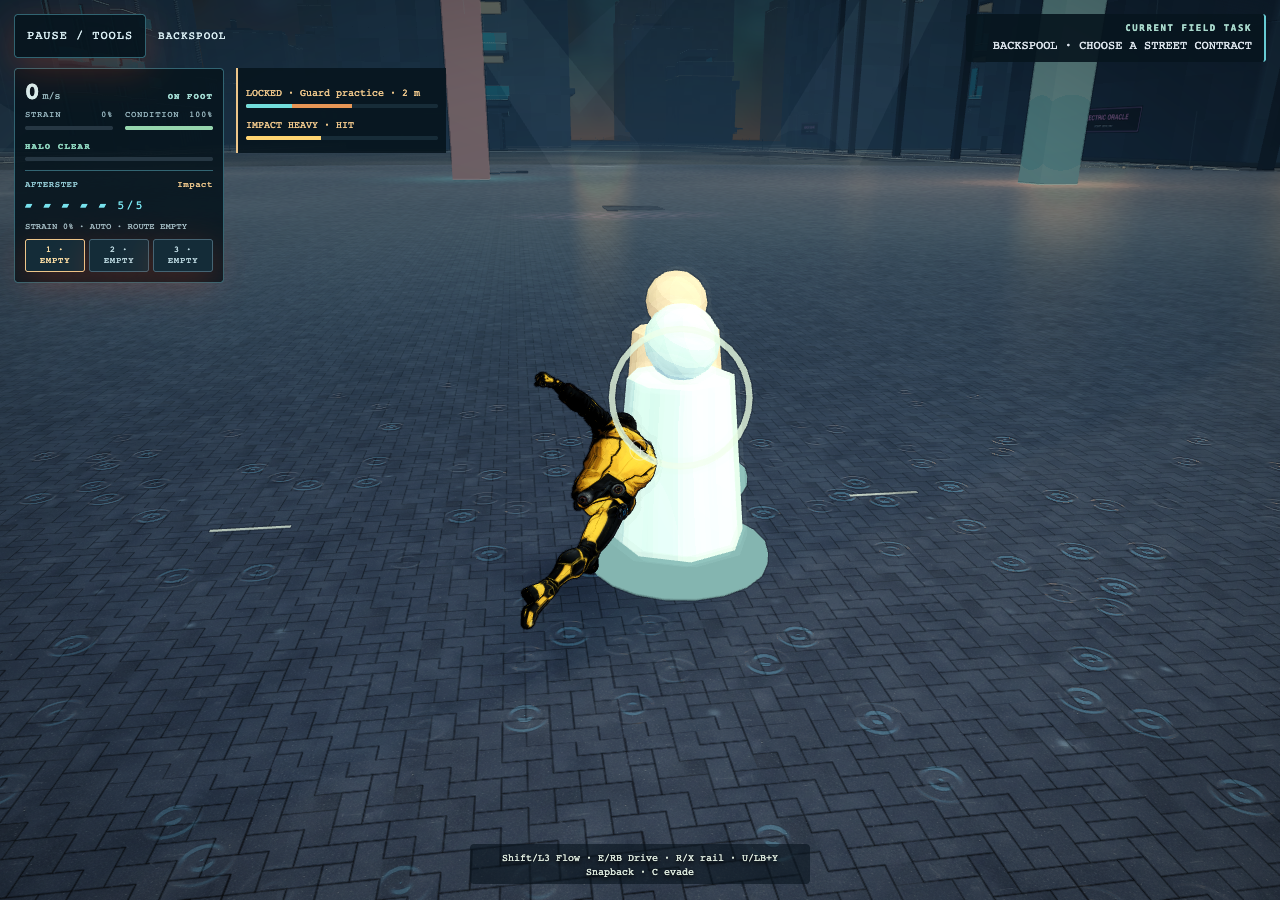 PAUSE / TOOLS
BACKSPOOL
CURRENT FIELD TASK
BACKSPOOL · CHOOSE A STREET CONTRACT
0 m/s
ON FOOT
STRAIN 0%
CONDITION 100%
HALO CLEAR
AFTERSTEP
Impact
5/5
STRAIN 0% · AUTO · ROUTE EMPTY
1 ·
EMPTY
2 ·
EMPTY
3 ·
EMPTY
LOCKED · Guard practice · 2 m
IMPACT HEAVY · HIT
ECTRIC ORACLE
Shift/L3 Flow · E/RB Drive · R/X rail · U/LB+Y
Snapback · C evade